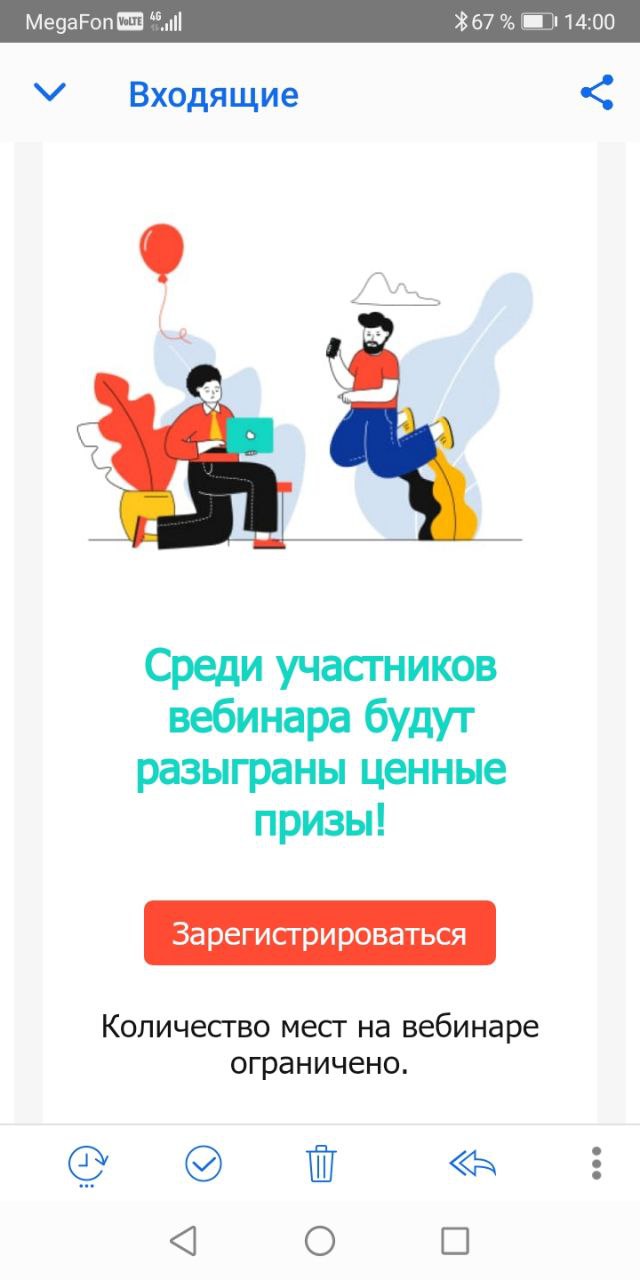 MegaFon VoLTE 4G 67 % 14:00
Входящие
Среди участников
вебинара будут
разыграны ценные
призы!
Зарегистрироваться
Количество мест на вебинаре
ограничено.